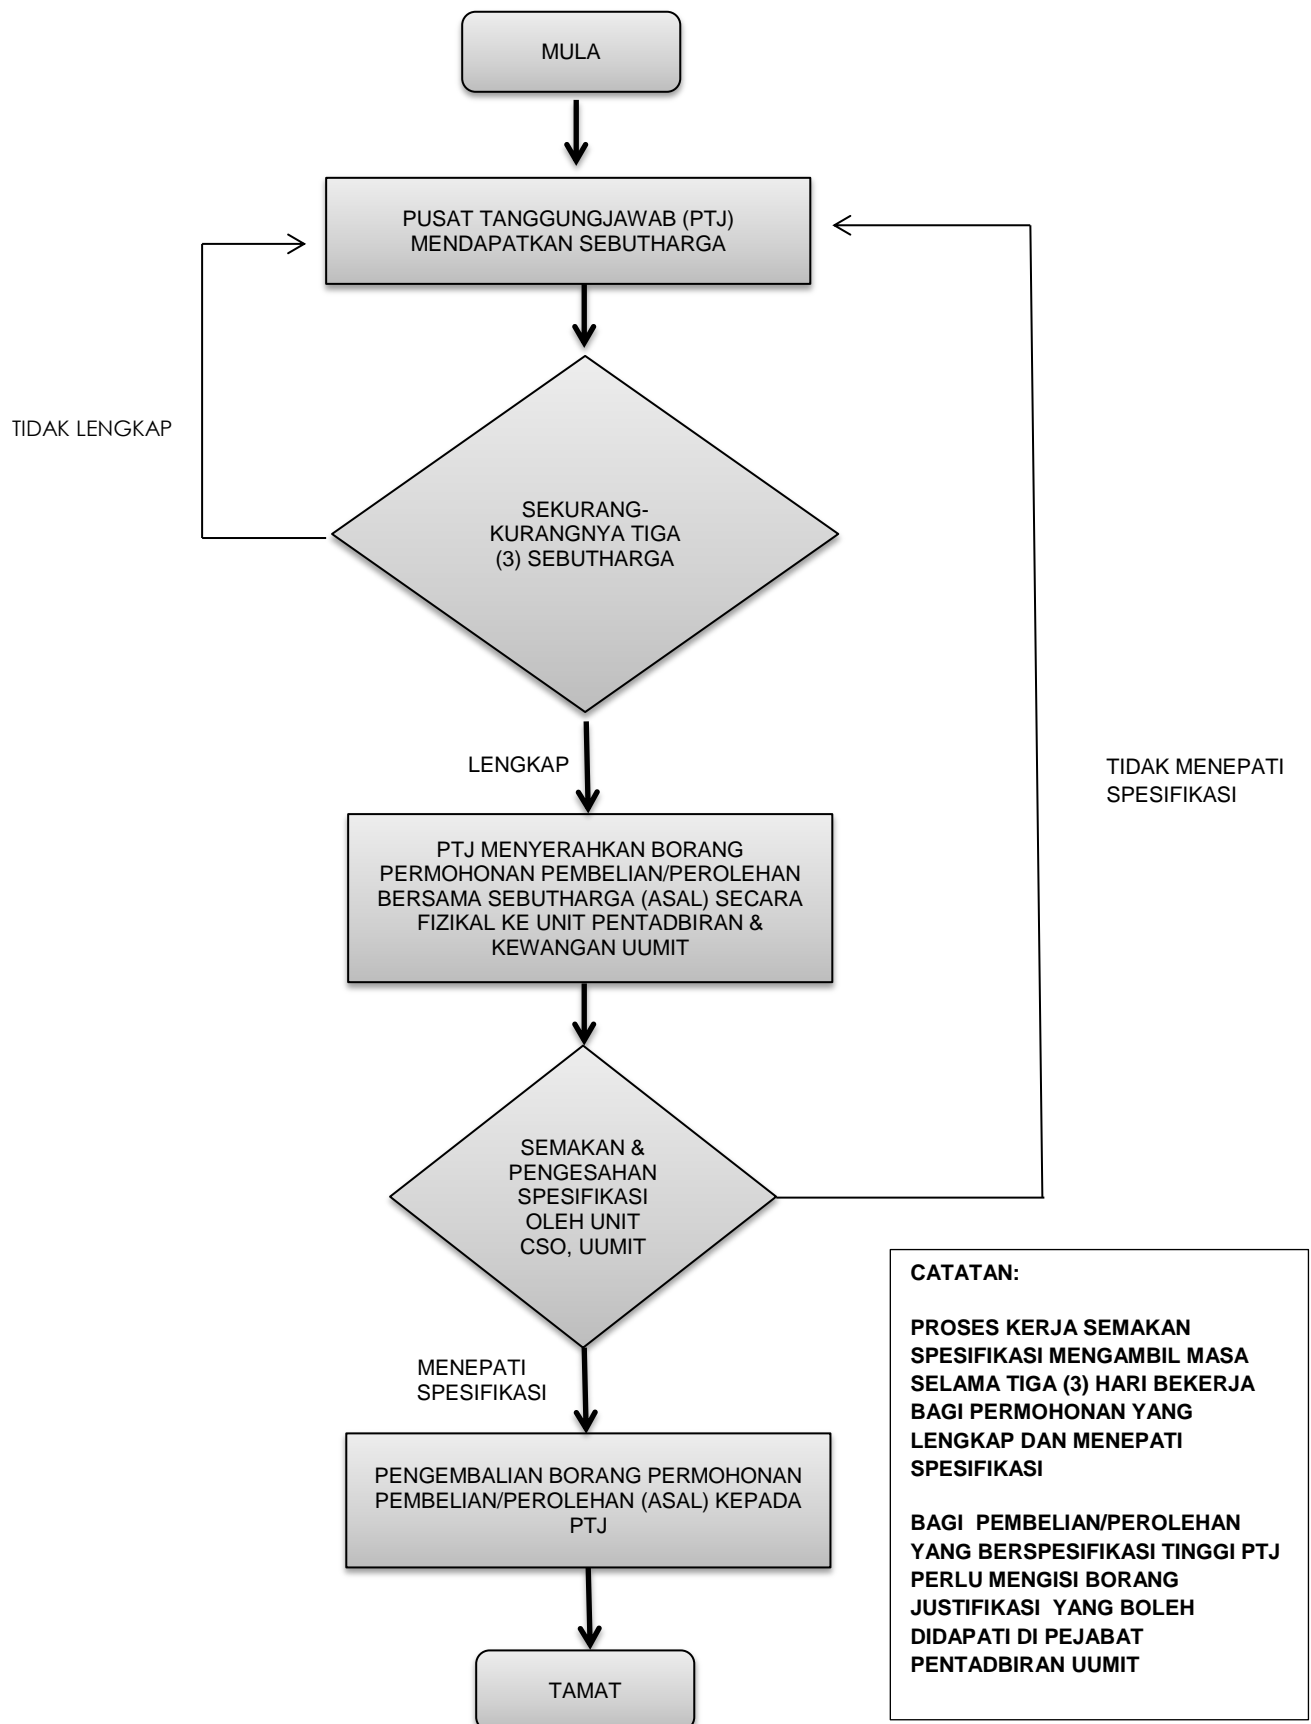 MULA
PUSAT TANGGUNGJAWAB (PTJ)
MENDAPATKAN SEBUTHARGA
TIDAK LENGKAP
SEKURANG-
KURANGNYA TIGA
(3) SEBUTHARGA
LENGKAP
TIDAK MENEPATI
SPESIFIKASI
PTJ MENYERAHKAN BORANG
PERMOHONAN PEMBELIAN/PEROLEHAN
BERSAMA SEBUTHARGA (ASAL) SECARA
FIZIKAL KE UNIT PENTADBIRAN &
KEWANGAN UUMIT
SEMAKAN &
PENGESAHAN
SPESIFIKASI
OLEH UNIT
CSO, UUMIT
MENEPATI
SPESIFIKASI
PENGEMBALIAN BORANG PERMOHONAN
PEMBELIAN/PEROLEHAN (ASAL) KEPADA
PTJ
TAMAT
CATATAN:
PROSES KERJA SEMAKAN
SPESIFIKASI MENGAMBIL MASA
SELAMA TIGA (3) HARI BEKERJA
BAGI PERMOHONAN YANG
LENGKAP DAN MENEPATI
SPESIFIKASI
BAGI  PEMBELIAN/PEROLEHAN
YANG BERSPESIFIKASI TINGGI PTJ
PERLU MENGISI BORANG
JUSTIFIKASI  YANG BOLEH
DIDAPATI DI PEJABAT
PENTADBIRAN UUMIT